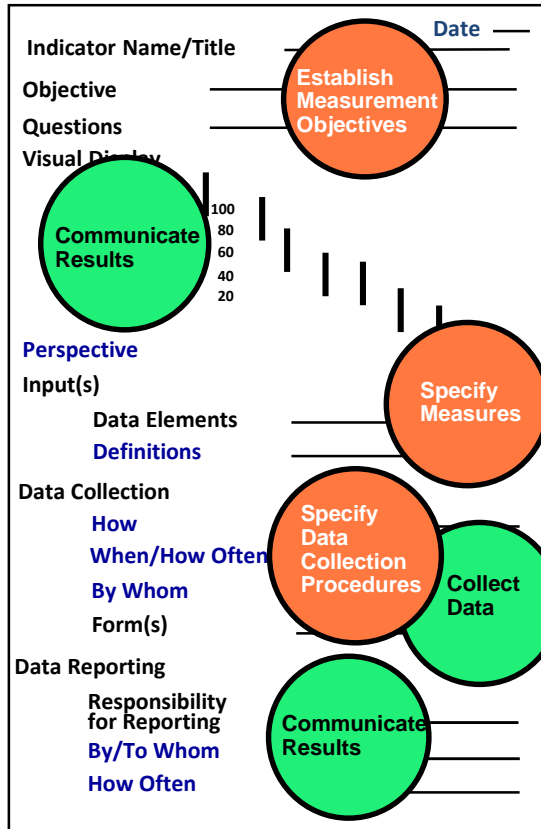 Date
Indicator Name/Title
Objective
Questions
Establish
Measurement
Objectives
Visual Display
100
80
60
40
20
Communicate
Results
Perspective
Input(s)
Data Elements
Definitions
Specify
Measures
Data Collection
How
When/How Often
By Whom
Form(s)
Specify
Data
Collection
Procedures
Collect
Data
Data Reporting
Responsibility
for Reporting
By/To Whom
How Often
Communicate
Results